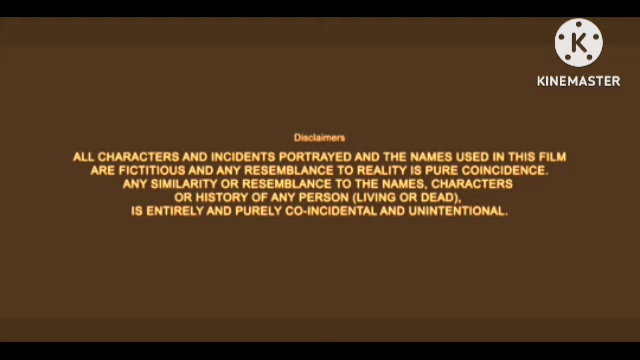 KINEMASTER
Disclaimers
ALL CHARACTERS AND INCIDENTS PORTRAYED AND THE NAMES USED IN THIS FILM
ARE FICTITIOUS AND ANY RESEMBLANCE TO REALITY IS PURE COINCIDENCE.
ANY SIMILARITY OR RESEMBLANCE TO THE NAMES, CHARACTERS
OR HISTORY OF ANY PERSON (LIVING OR DEAD),
IS ENTIRELY AND PURELY CO-INCIDENTAL AND UNINTENTIONAL.